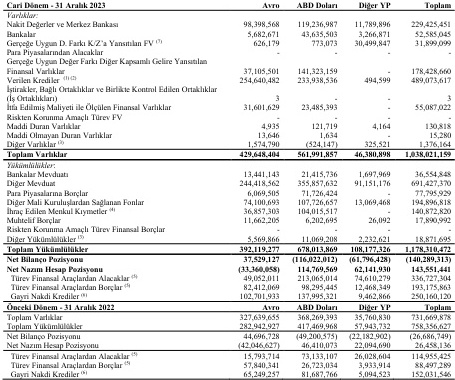 Cari Dönem - 31 Aralık 2023 Avro ABD Doları Diğer YP Toplam
Varlıklar:
Nakit Değerler ve Merkez Bankası 98,398,568 119,236,987 11,789,896 229,425,451
Bankalar 5,682,671 43,635,503 3,266,871 52,585,045
Gerçeğe Uygun D. Farkı K/Z’a Yansıtılan FV (7) 626,179 773,073 30,499,847 31,899,099
Para Piyasalarından Alacaklar - - - -
Gerçeğe Uygun Değer Farkı Diğer Kapsamlı Gelire Yansıtılan
Finansal Varlıklar 37,105,501 141,323,159 - 178,428,660
Verilen Krediler (1) (2) 254,640,482 233,938,536 494,599 489,073,617
İştirakler, Bağlı Ortaklıklar ve Birlikte Kontrol Edilen Ortaklıklar
(İş Ortaklıkları) 3 - - 3
İtfa Edilmiş Maliyeti ile Ölçülen Finansal Varlıklar 31,601,629 23,485,393 - 55,087,022
Riskten Korunma Amaçlı Türev FV - - - -
Maddi Duran Varlıklar 4,935 121,719 4,164 130,818
Maddi Olmayan Duran Varlıklar 13,646 1,634 - 15,280
Diğer Varlıklar (3) 1,574,790 (524,147) 325,521 1,376,164
Toplam Varlıklar 429,648,404 561,991,857 46,380,898 1,038,021,159
Yükümlülükler:
Bankalar Mevduatı 13,441,143 21,415,736 1,697,969 36,554,848
Diğer Mevduat 244,418,562 355,857,632 91,151,176 691,427,370
Para Piyasalarına Borçlar 6,069,505 71,726,424 - 77,795,929
Diğer Mali Kuruluşlardan Sağlanan Fonlar 74,100,693 107,726,657 13,069,468 194,896,818
İhraç Edilen Menkul Kıymetler (4) 36,857,303 104,015,517 - 140,872,820
Muhtelif Borçlar 11,662,205 6,202,695 26,092 17,890,992
Riskten Korunma Amaçlı Türev Finansal Borçlar - - - -
Diğer Yükümlülükler (3) 5,569,866 11,069,208 2,232,621 18,871,695
Toplam Yükümlülükler 392,119,277 678,013,869 108,177,326 1,178,310,472
Net Bilanço Pozisyonu 37,529,127 (116,022,012) (61,796,428) (140,289,313)
Net Nazım Hesap Pozisyonu (33,360,058) 114,769,569 62,141,930 143,551,441
Türev Finansal Araçlardan Alacaklar (5) 49,052,011 213,065,014 74,610,279 336,727,304
Türev Finansal Araçlardan Borçlar (5) 82,412,069 98,295,445 12,468,349 193,175,863
Gayri Nakdi Krediler (6) 102,701,933 137,995,321 9,462,866 250,160,120
Önceki Dönem - 31 Aralık 2022 Avro ABD Doları Diğer YP Toplam
Toplam Varlıklar 327,639,655 368,269,393 35,760,830 731,669,878
Toplam Yükümlülükler 282,942,927 417,469,968 57,943,732 758,356,627
Net Bilanço Pozisyonu 44,696,728 (49,200,575) (22,182,902) (26,686,749)
Net Nazım Hesap Pozisyonu (42,046,627) 46,410,073 22,094,690 26,458,136
Türev Finansal Araçlardan Alacaklar (5) 15,793,714 73,133,107 26,028,604 114,955,425
Türev Finansal Araçlardan Borçlar (5) 57,840,341 26,723,034 3,933,914 88,497,289
Gayri Nakdi Krediler (6) 65,249,257 81,687,766 5,094,523 152,031,546